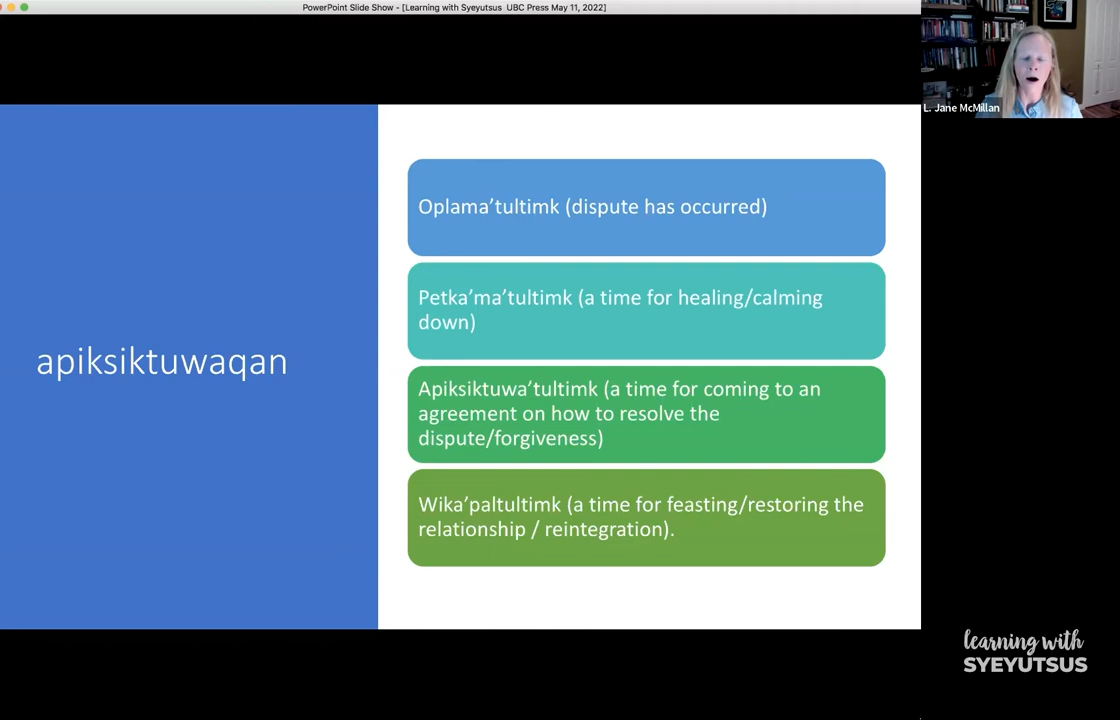 PowerPoint Slide Show - [Learning with Syeyutsus  UBC Press May 11, 2022]
L. Jane McMillan
apiksiktuwaqan
Oplama’tultimk (dispute has occurred)
Petka’ma’tultimk (a time for healing/calming
down)
Apiksiktuwa’tultimk (a time for coming to an
agreement on how to resolve the
dispute/forgiveness)
Wika’paltultimk (a time for feasting/restoring the
relationship / reintegration).
learning with
SYEYUTSUS